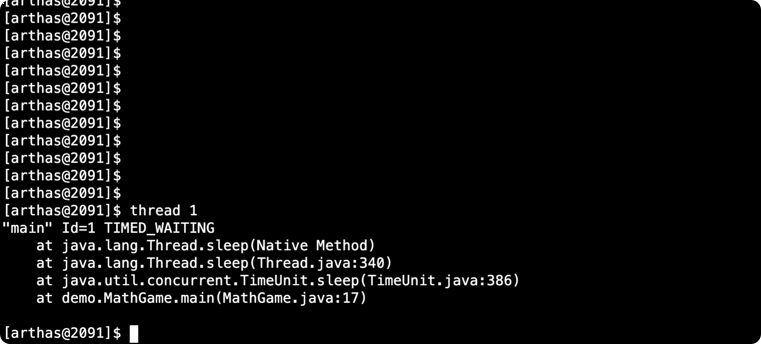 [arthas@2091]$
[arthas@2091]$
[arthas@2091]$
[arthas@2091]$
[arthas@2091]$
[arthas@2091]$
[arthas@2091]$
[arthas@2091]$
[arthas@2091]$
[arthas@2091]$
[arthas@2091]$
[arthas@2091]$
[arthas@2091]$ thread 1
"main" Id=1 TIMED_WAITING
    at java.lang.Thread.sleep(Native Method)
    at java.lang.Thread.sleep(Thread.java:340)
    at java.util.concurrent.TimeUnit.sleep(TimeUnit.java:386)
    at demo.MathGame.main(MathGame.java:17)
[arthas@2091]$